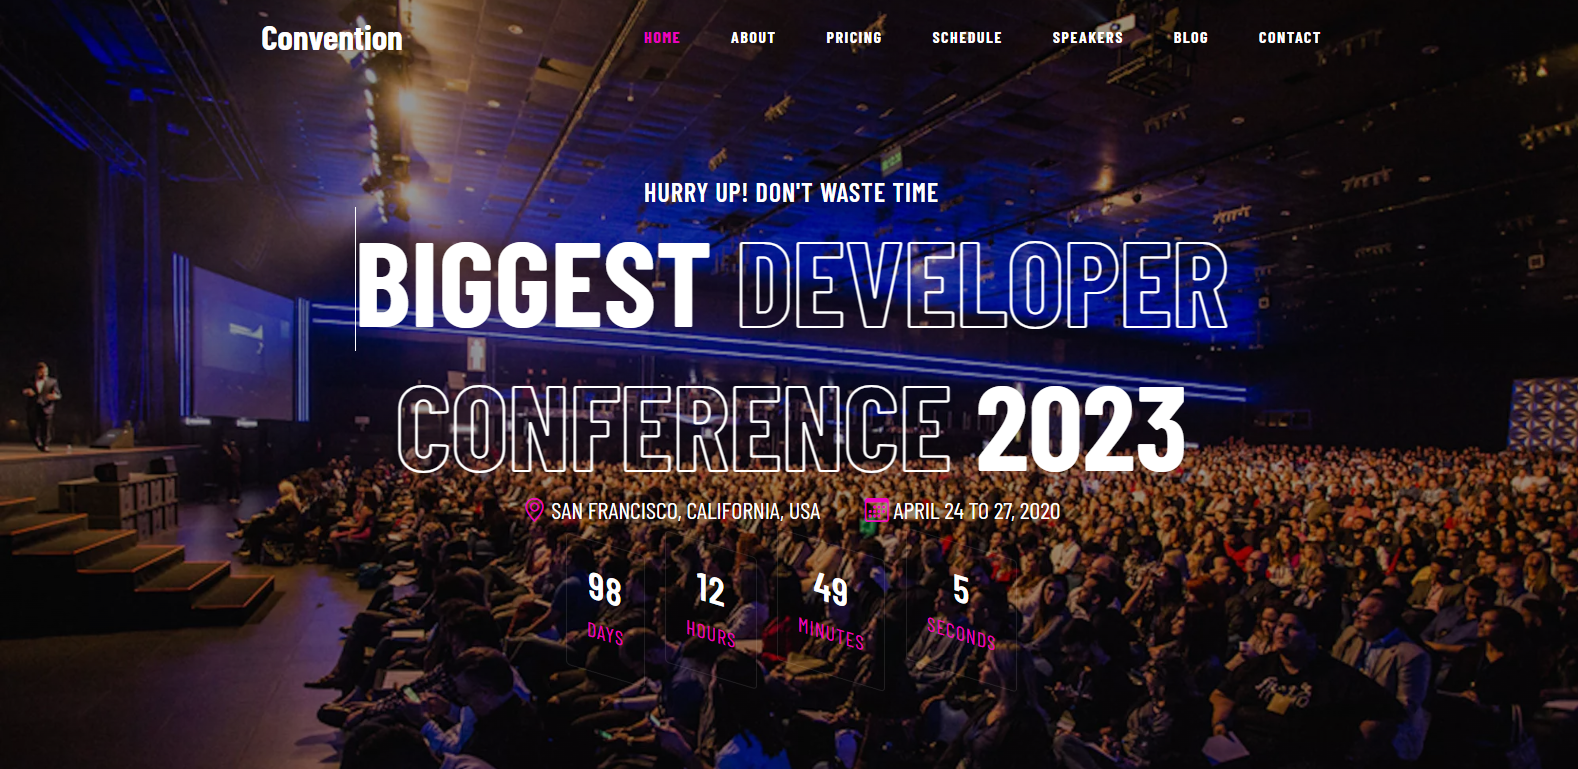 Convention HOME ABOUT PRICING SCHEDULE SPEAKERS BLOG CONTACT
HURRY UP! DON'T WASTE TIME
BIGGEST DEVELOPER
CONFERENCE 2023
SAN FRANCISCO, CALIFORNIA, USA APRIL 24 TO 27, 2020
98 12 49 5
DAYS HOURS MINUTES SECONDS